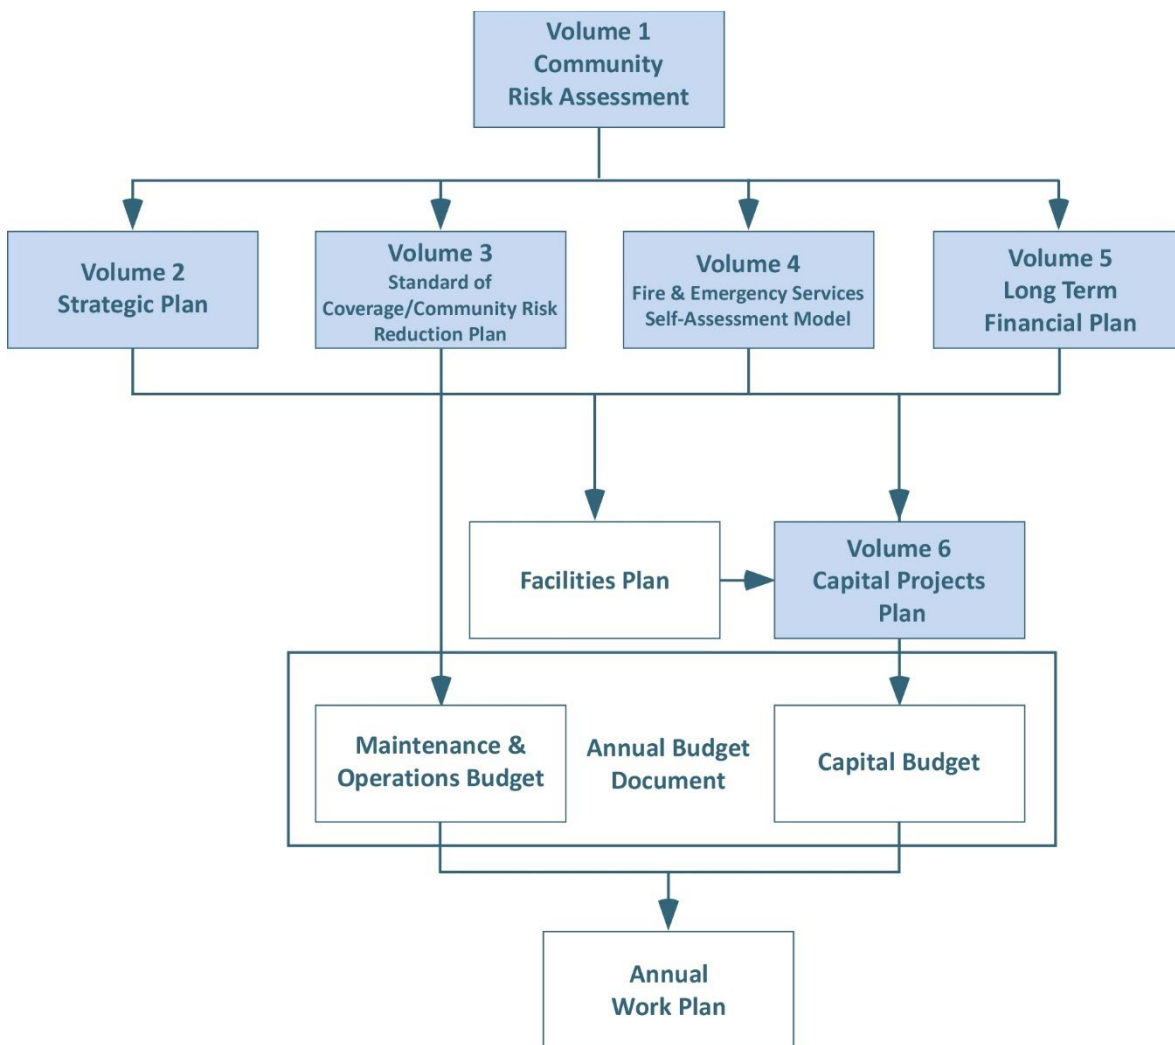 Volume 1
Community
Risk Assessment
Volume 2
Strategic Plan
Volume 3
Standard of
Coverage/Community Risk
Reduction Plan
Volume 4
Fire & Emergency Services
Self-Assessment Model
Volume 5
Long Term
Financial Plan
Facilities Plan
Volume 6
Capital Projects
Plan
Maintenance &
Operations Budget
Annual Budget
Document
Capital Budget
Annual
Work Plan